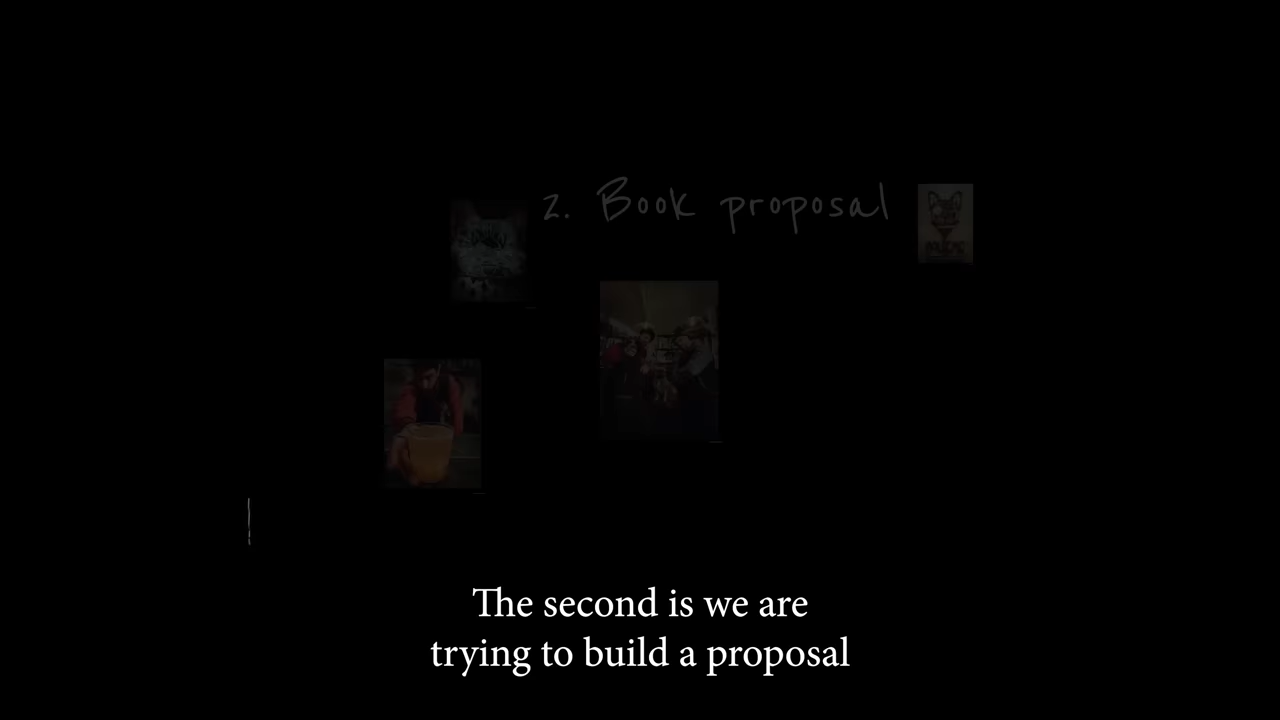 2. Book proposal
The second is we are
trying to build a proposal